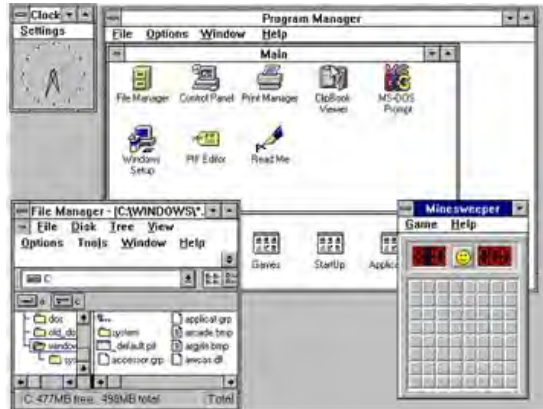 Clock
Settings
Program Manager
File Options Window Help
Main
File Manager
Control Panel
Print Manager
ClipBook
Viewer
MS-DOS
Prompt
Windows
Setup
PIF Editor
Read Me
Games
StartUp
File Manager - [C:\WINDOWS\*.
File Disk Tree View
Options Tools Window Help
C:
a
c
dos
old_do
window
sys
system
_default.pif
accessor.grp
applicat.grp
arcade.bmp
argyle.bmp
C: 477MB free, 498MB total
Total
Minesweeper
Game Help